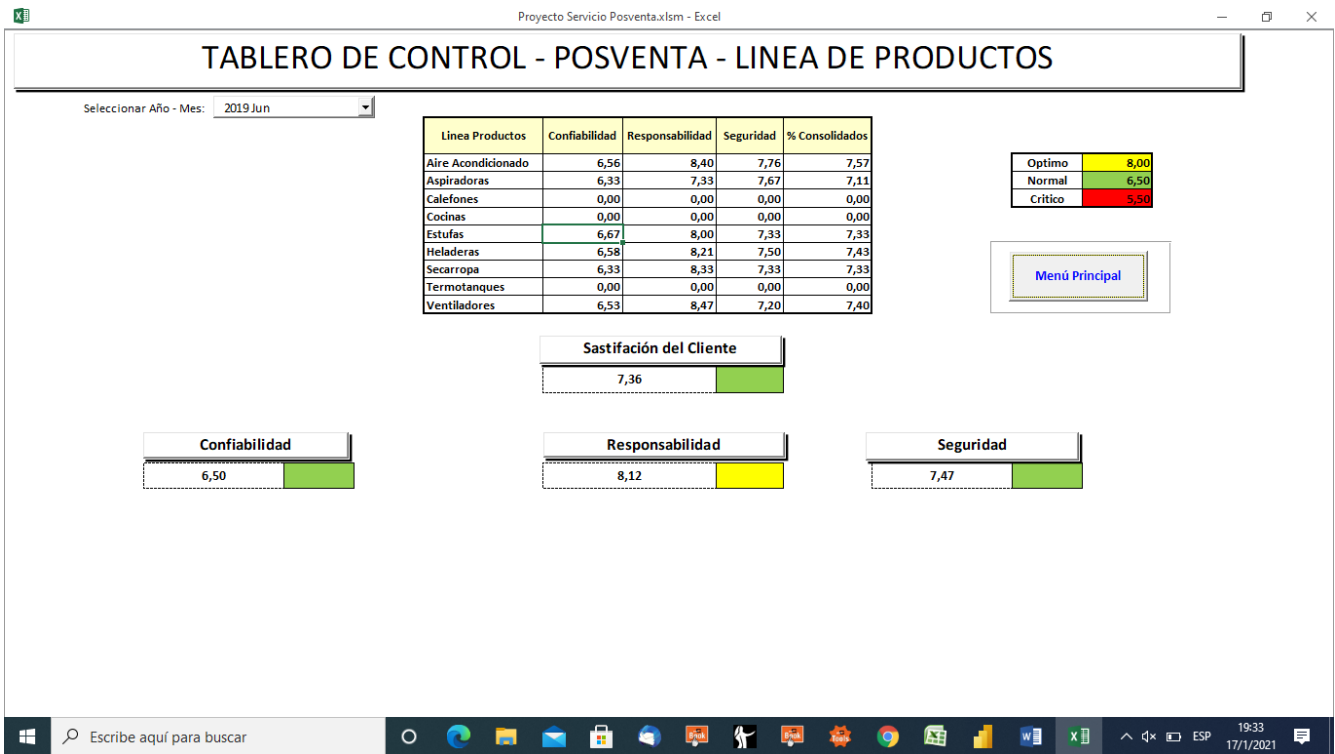 Proyecto Servicio Posventa.xlsm - Excel
TABLERO DE CONTROL - POSVENTA - LINEA DE PRODUCTOS
Seleccionar Año - Mes: 2019 Jun
Linea Productos Confiabilidad Responsabilidad Seguridad % Consolidados
Aire Acondicionado 6,56 8,40 7,76 7,57
Aspiradoras 6,33 7,33 7,67 7,11
Calefones 0,00 0,00 0,00 0,00
Cocinas 0,00 0,00 0,00 0,00
Estufas 6,67 8,00 7,33 7,33
Heladeras 6,58 8,21 7,50 7,43
Secarropa 6,33 8,33 7,33 7,33
Termotanques 0,00 0,00 0,00 0,00
Ventiladores 6,53 8,47 7,20 7,40
Optimo 8,00
Normal 6,50
Critico 5,50
Menú Principal
Sastifación del Cliente
7,36
Confiabilidad
6,50
Responsabilidad
8,12
Seguridad
7,47
Escribe aquí para buscar
ESP
19:33
17/1/2021